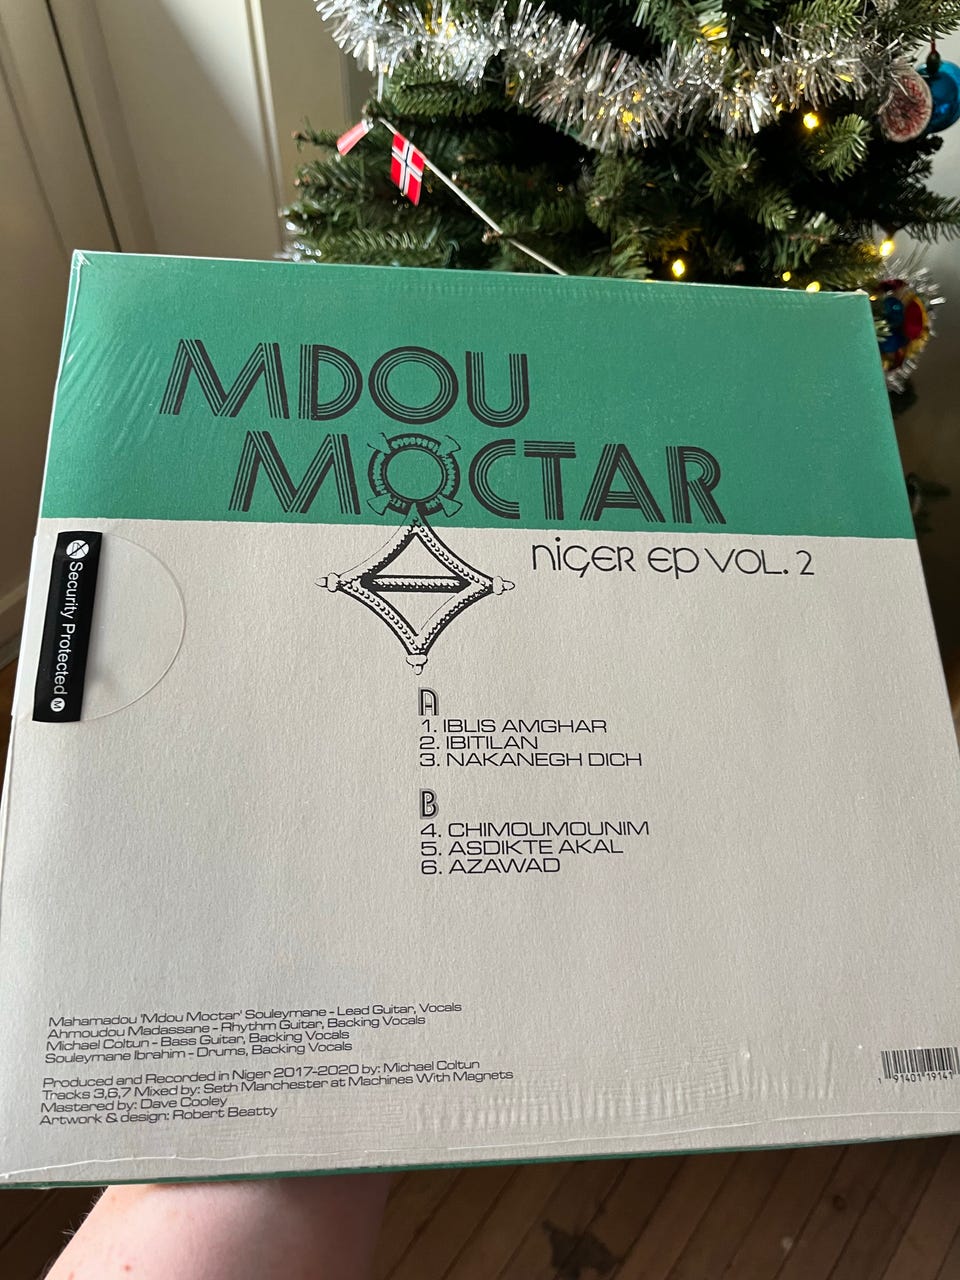 MDOU
MOCTAR
NIGER EP VOL. 2
Security Protected M
A
1. IBLIS AMGHAR
2. IBITILAN
3. NAKANEGH DICH
B
4. CHIMOUMOUNIM
5. ASDIKTE AKAL
6. AZAWAD
Mahamadou 'Mdou Moctar' Souleymane - Lead Guitar, Vocals
Ahmoudou Madassane - Rhythm Guitar, Backing Vocals
Michael Coltun - Bass Guitar, Backing Vocals
Souleymane Ibrahim - Drums, Backing Vocals
Produced and Recorded in Niger 2017-2020 by: Michael Coltun
Tracks 3,6,7 Mixed by: Seth Manchester at Machines With Magnets
Mastered by: Dave Cooley
Artwork & design: Robert Beatty
1 91401 19141